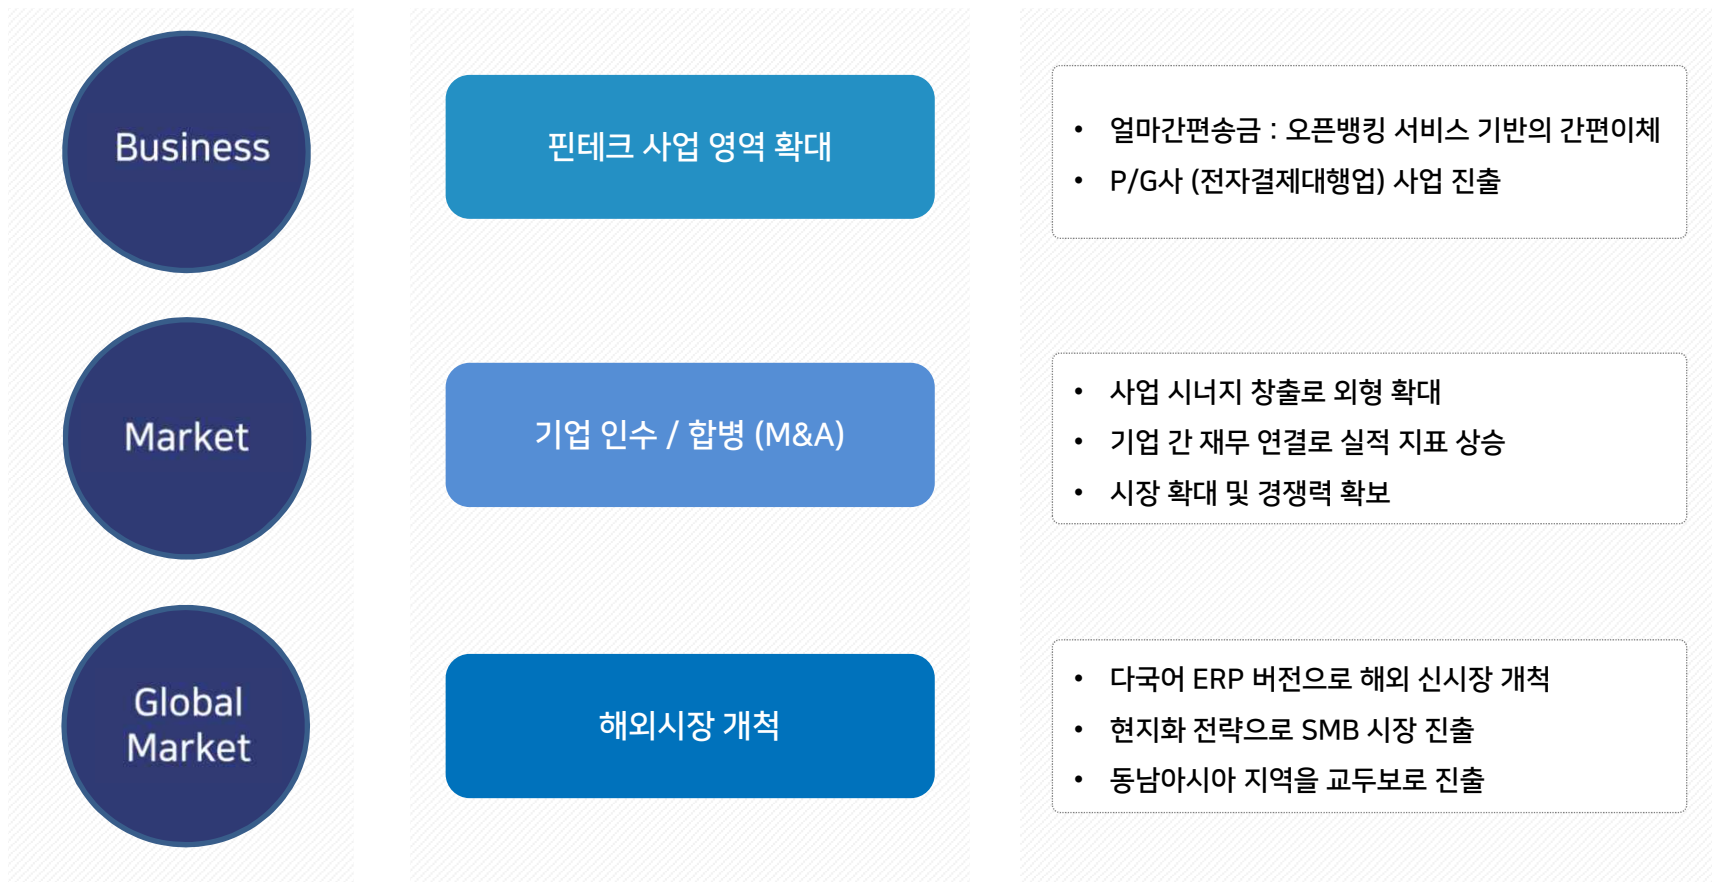 Business
핀테크 사업 영역 확대
• 얼마간편송금 : 오픈뱅킹 서비스 기반의 간편이체
• P/G사 (전자결제대행업) 사업 진출
Market
기업 인수 / 합병 (M&A)
• 사업 시너지 창출로 외형 확대
• 기업 간 재무 연결로 실적 지표 상승
• 시장 확대 및 경쟁력 확보
Global
Market
해외시장 개척
• 다국어 ERP 버전으로 해외 신시장 개척
• 현지화 전략으로 SMB 시장 진출
• 동남아시아 지역을 교두보로 진출